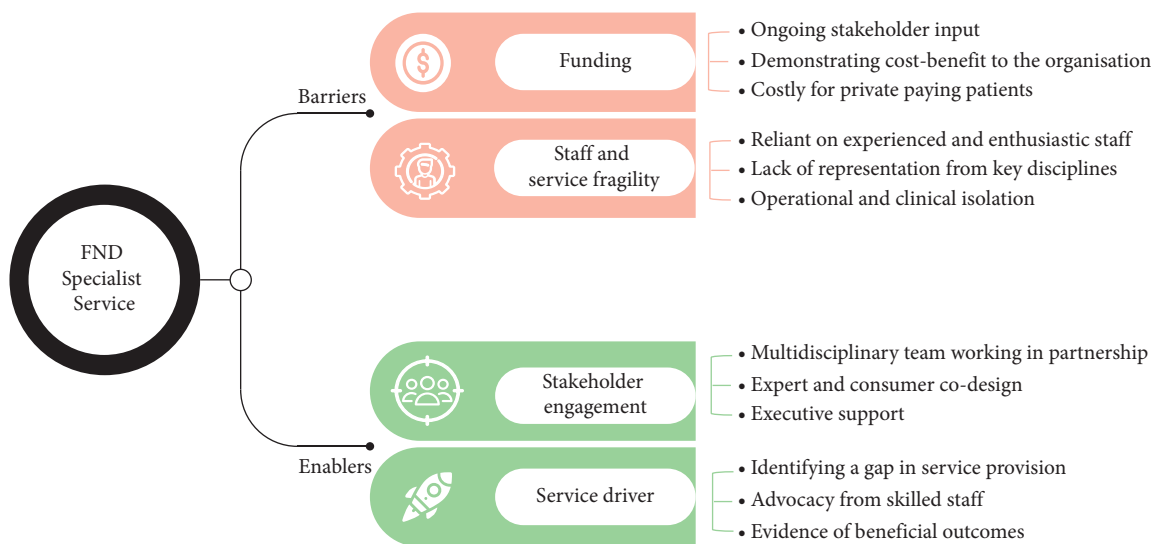 FND
Specialist
Service
Barriers
Funding
• Ongoing stakeholder input
• Demonstrating cost-benefit to the organisation
• Costly for private paying patients
Staff and
service fragility
• Reliant on experienced and enthusiastic staff
• Lack of representation from key disciplines
• Operational and clinical isolation
Enablers
Stakeholder
engagement
• Multidisciplinary team working in partnership
• Expert and consumer co-design
• Executive support
Service driver
• Identifying a gap in service provision
• Advocacy from skilled staff
• Evidence of beneficial outcomes